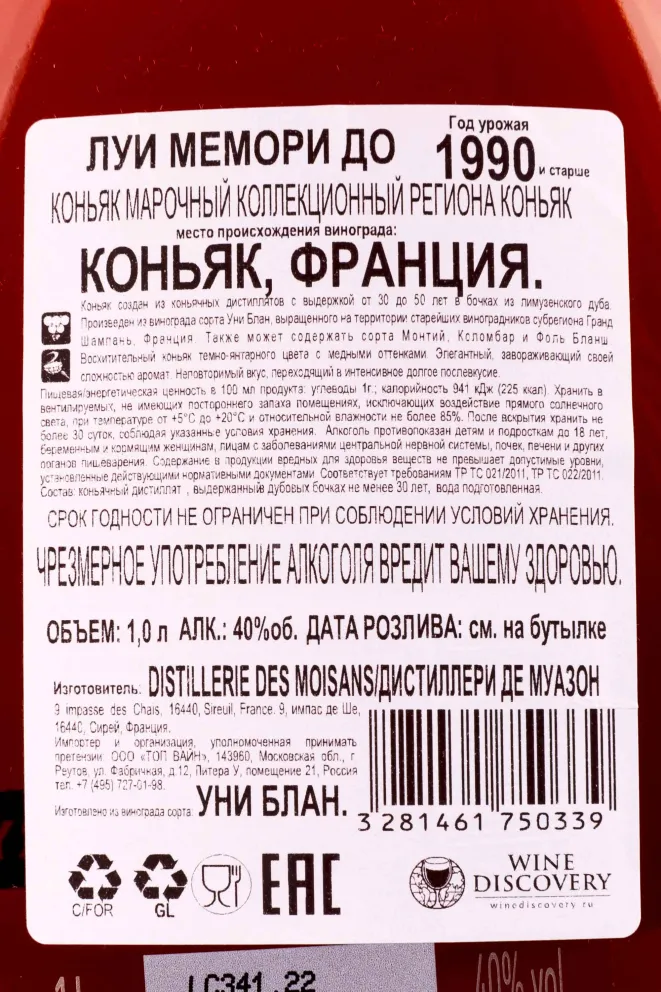 ЛУИ МЕМОРИ ДО
Год урожая
1990 и старше
КОНЬЯК МАРОЧНЫЙ КОЛЛЕКЦИОННЫЙ РЕГИОНА КОНЬЯК
место происхождения винограда:
КОНЬЯК, ФРАНЦИЯ.
Коньяк создан из коньячных дистиллятов с выдержкой от 30 до 50 лет в бочках из лимузенского дуба.
Произведен из винограда сорта Уни Блан, выращенного на территории старейших виноградников субрегиона Гранд
Шампань, Франция. Также может содержать сорта Монтий, Коломбар и Фоль Бланш
Восхитительный коньяк темно-янтарного цвета с медными оттенками. Элегантный, завораживающий своей
сложностью аромат. Неповторимый вкус, переходящий в интенсивное долгое послевкусие.
Пищевая/энергетическая ценность в 100 мл продукта: углеводы 1г.; калорийность 941 кДж (225 ккал). Хранить в
вентилируемых, не имеющих постороннего запаха помещениях, исключающих воздействие прямого солнечного
света, при температуре от +5°C до +20°C и относительной влажности не более 85%. После вскрытия хранить не
более 30 суток, соблюдая указанные условия хранения. Алкоголь противопоказан детям и подросткам до 18 лет,
беременным и кормящим женщинам, лицам с заболеваниями центральной нервной системы, почек, печени и других
органов пищеварения. Содержание в продукции вредных для здоровья веществ не превышает допустимые уровни,
установленные действующими нормативными документами. Соответствует требованиям ТР ТС 021/2011, ТР ТС 022/2011.
Состав: коньячный дистиллят , выдержанный дубовых бочках не менее 30 лет, вода подготовленная.
СРОК ГОДНОСТИ НЕ ОГРАНИЧЕН ПРИ СОБЛЮДЕНИИ УСЛОВИЙ ХРАНЕНИЯ.
ЧРЕЗМЕРНОЕ УПОТРЕБЛЕНИЕ АЛКОГОЛЯ ВРЕДИТ ВАШЕМУ ЗДОРОВЬЮ.
ОБЪЕМ: 1,0 л АЛК.: 40%об. ДАТА РОЗЛИВА: см. на бутылке
Изготовитель: DISTILLERIE DES MOISANS/ДИСТИЛЛЕРИ ДЕ МУАЗОН
9 impasse des Chais, 16440, Sireuil, France. 9, импас де Ше,
16440, Сирей, Франция.
Импортер и организация, уполномоченная принимать
претензии: ООО «ТОП ВАЙН», 143960, Московская обл., г.
Реутов, ул. Фабричная, д.12, Литера У, помещение 21, Россия
тел. +7 (495) 727-01-98.
Изготовлено из винограда сорта: УНИ БЛАН.
3 281461 750339
C/FOR
GL
EAC
WINE
DISCOVERY
winediscovery.ru
LC341.22
40% vol